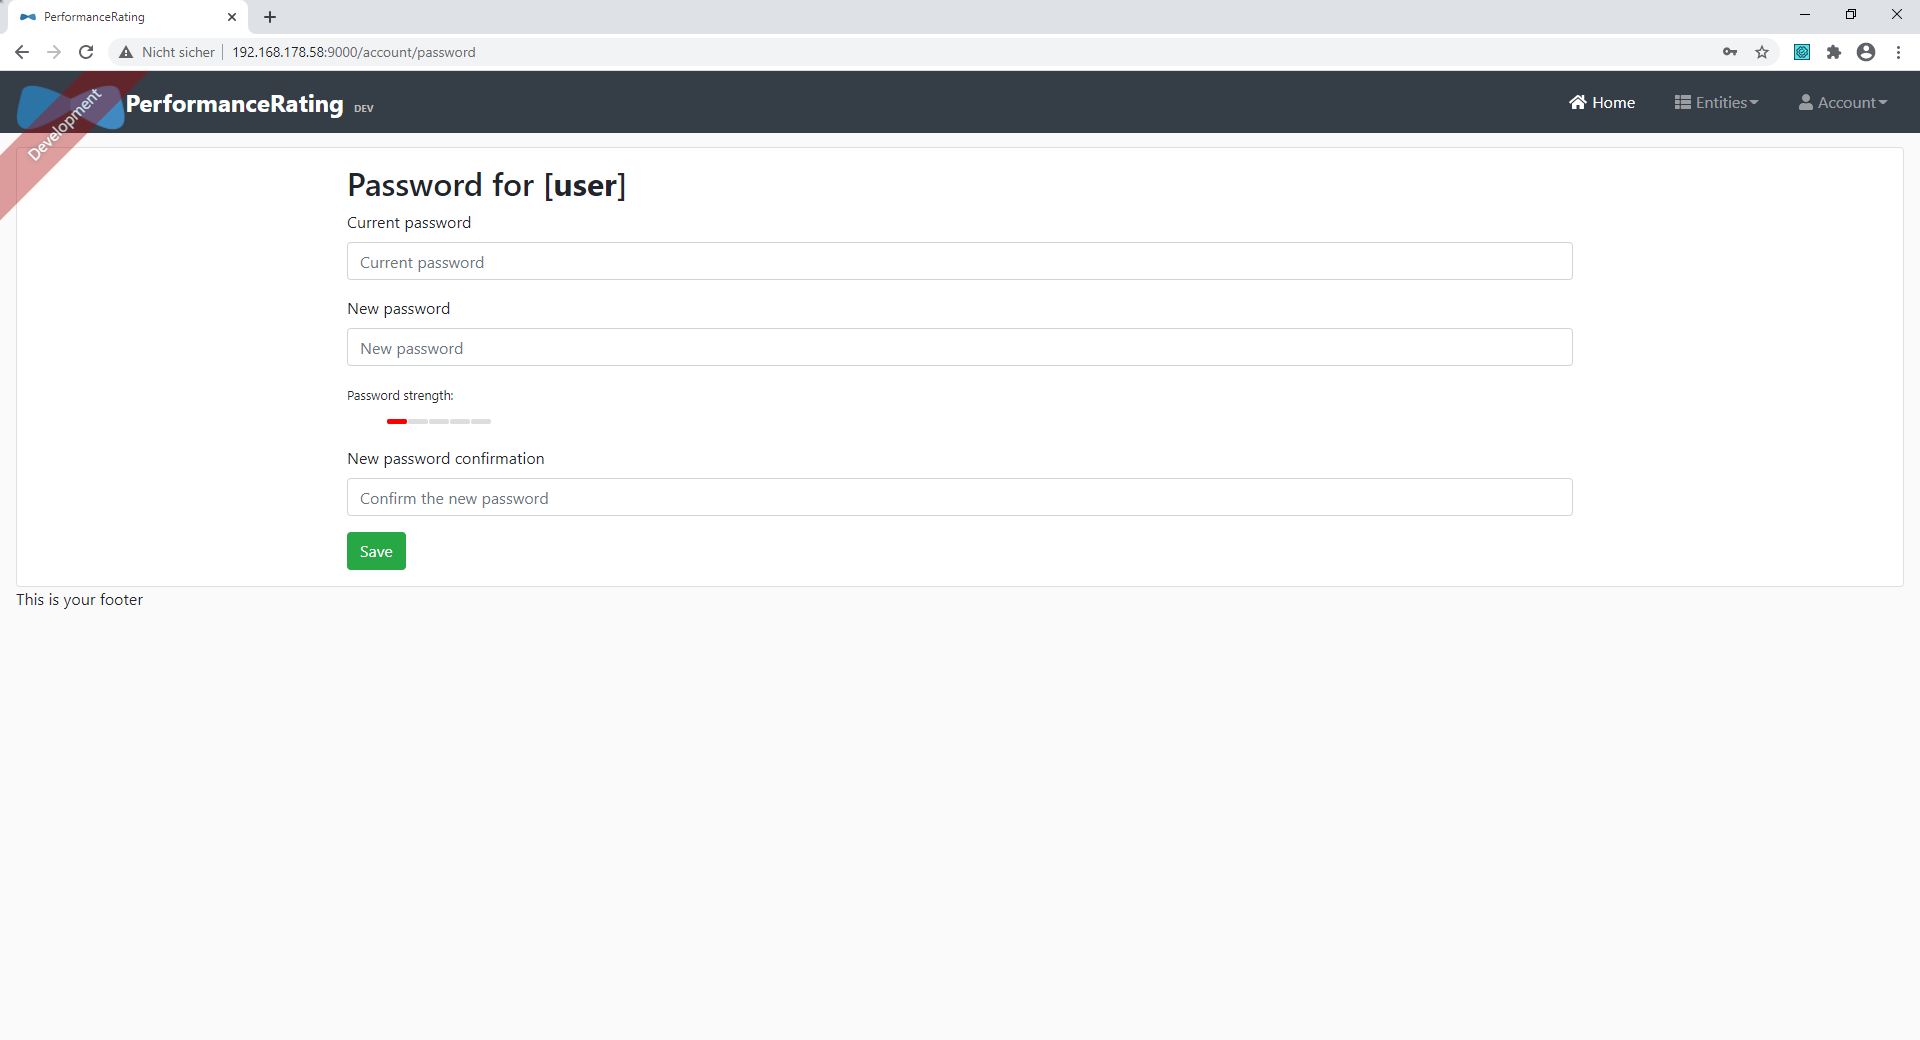 PerformanceRating
Nicht sicher
192.168.178.58:9000/account/password
Development
PerformanceRating DEV
Home
Entities
Account
Password for [user]
Current password
Current password
New password
New password
Password strength:
New password confirmation
Confirm the new password
Save
This is your footer